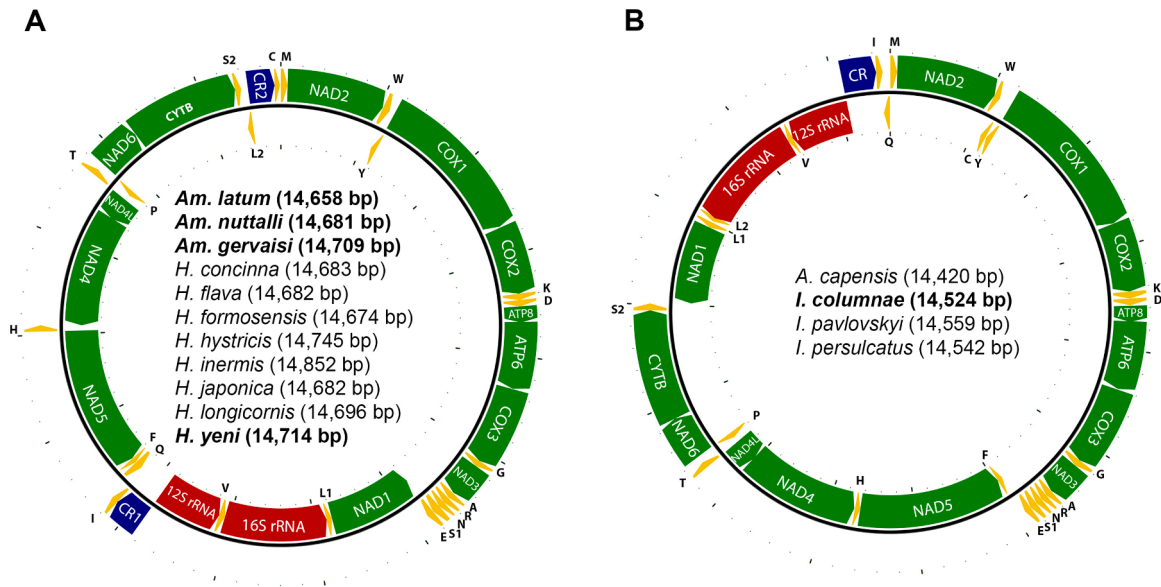 A
S2
CR2
C
M
NAD2
W
COX1
Y
L2
COX2
K
D
ATP8
ATP6
COX3
G
NAD3
A
R
N
S1
E
NAD1
L1
16S rRNA
V
12S rRNA
CR1
I
Q
F
NAD5
H
NAD4
NAD4L
P
T
NAD6
CYTB
Am. latum (14,658 bp)
Am. nuttalli (14,681 bp)
Am. gervaisi (14,709 bp)
H. concinna (14,683 bp)
H. flava (14,682 bp)
H. formosensis (14,674 bp)
H. hystricis (14,745 bp)
H. inermis (14,852 bp)
H. japonica (14,682 bp)
H. longicornis (14,696 bp)
H. yeni (14,714 bp)
B
CR
I
M
NAD2
W
Q
C
Y
COX1
COX2
K
D
ATP8
ATP6
COX3
G
NAD3
A
R
N
S1
E
F
NAD5
H
NAD4
NAD4L
P
T
NAD6
CYTB
S2
NAD1
L1
L2
16S rRNA
V
12S rRNA
A. capensis (14,420 bp)
I. columnae (14,524 bp)
I. pavlovskyi (14,559 bp)
I. persulcatus (14,542 bp)